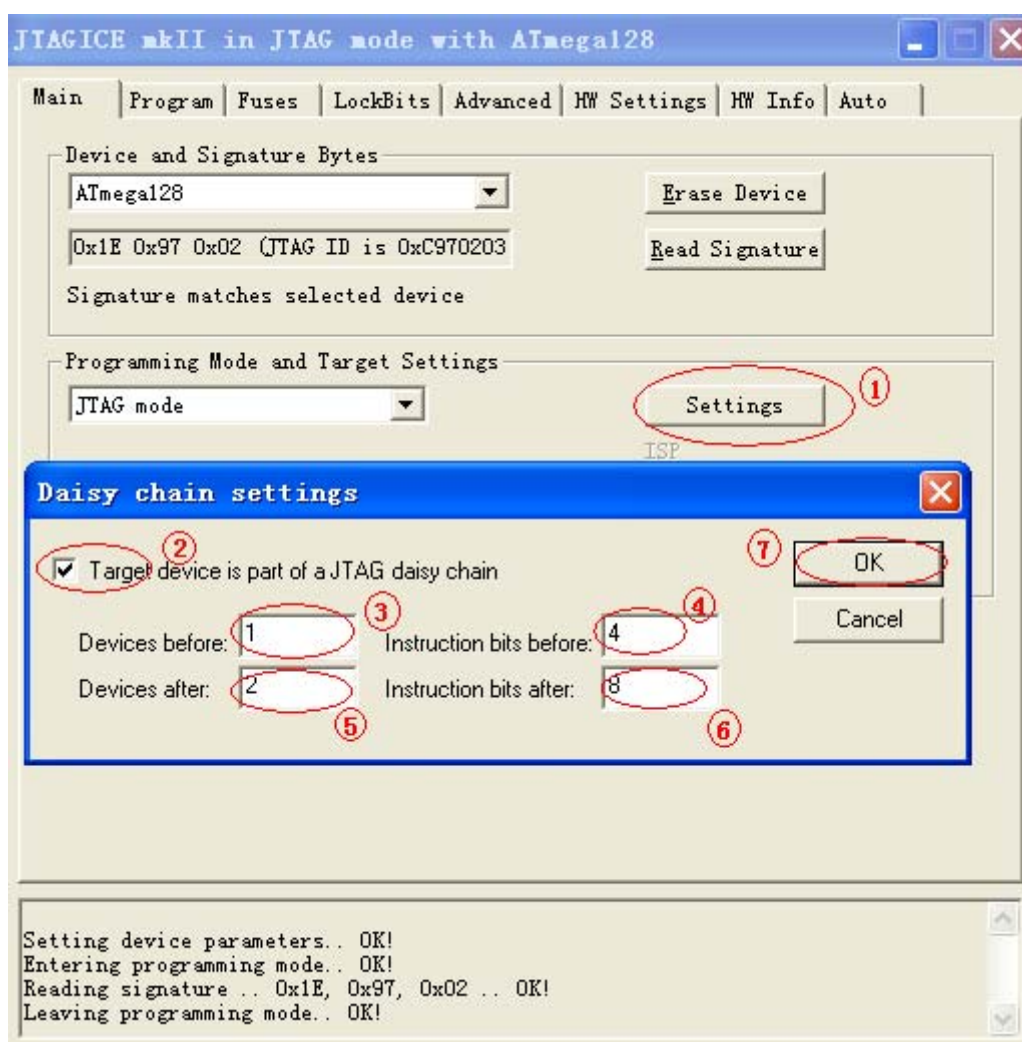 JTAGICE mkII in JTAG mode with ATmega128
Main Program Fuses LockBits Advanced HW Settings HW Info Auto
Device and Signature Bytes
ATmega128
Erase Device
0x1E 0x97 0x02 (JTAG ID is 0xC970203
Read Signature
Signature matches selected device
Programming Mode and Target Settings
JTAG mode
Settings
1
ISP
Daisy chain settings
2
Target device is part of a JTAG daisy chain
7
OK
3
4
Devices before: 1 Instruction bits before: 4
Cancel
Devices after: 2 Instruction bits after: 8
5
6
Setting device parameters.. OK!
Entering programming mode.. OK!
Reading signature .. 0x1E, 0x97, 0x02 .. OK!
Leaving programming mode.. OK!